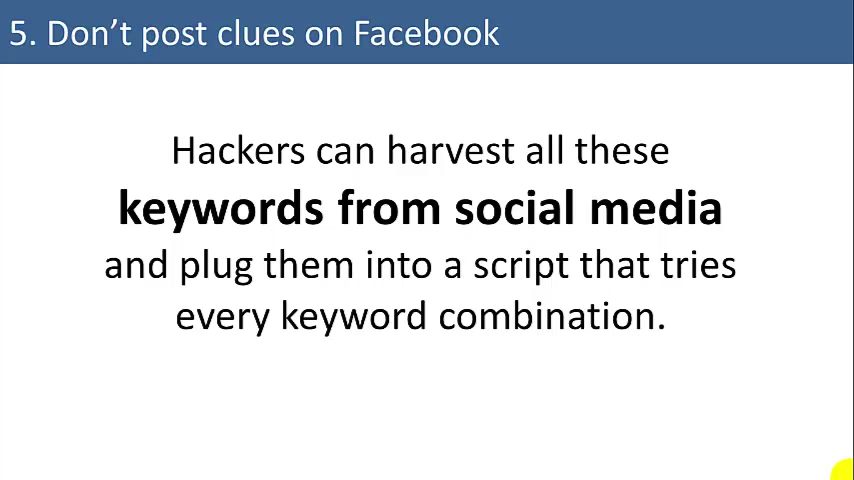 5. Don’t post clues on Facebook
Hackers can harvest all these
keywords from social media
and plug them into a script that tries
every keyword combination.